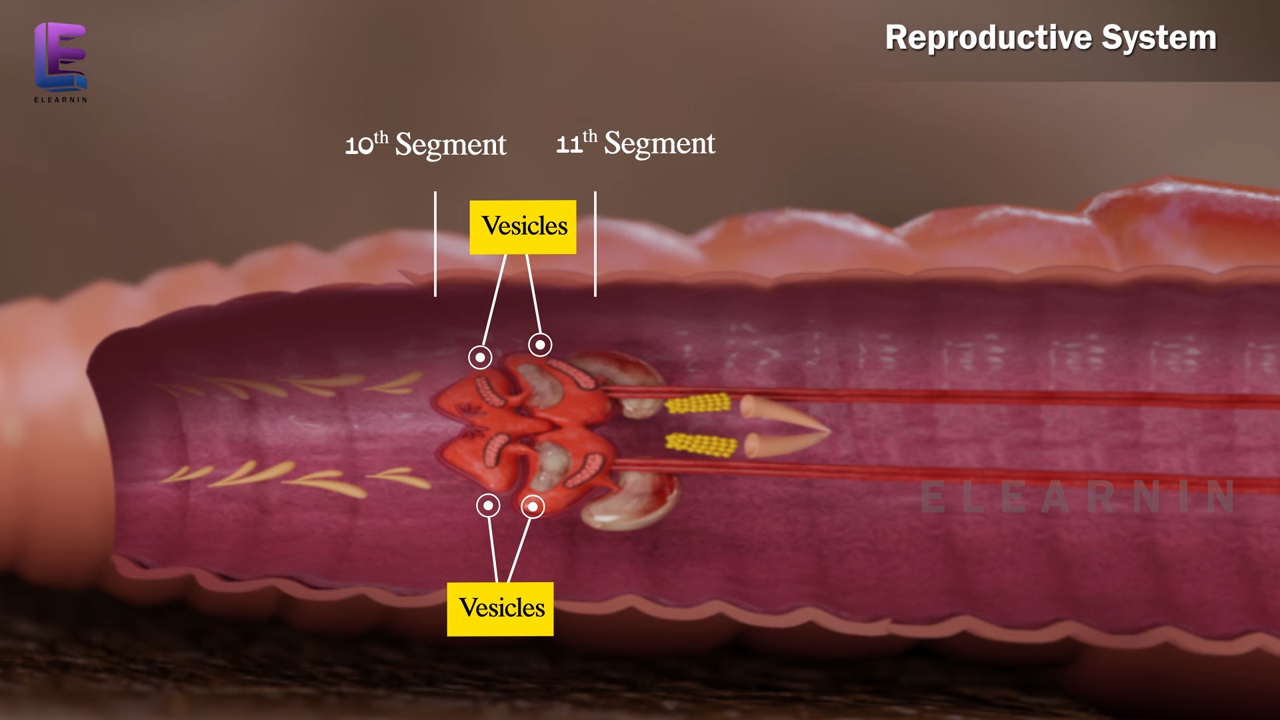 Reproductive System
ELEARNIN
10th Segment
11th Segment
Vesicles
ELEARNIN
Vesicles